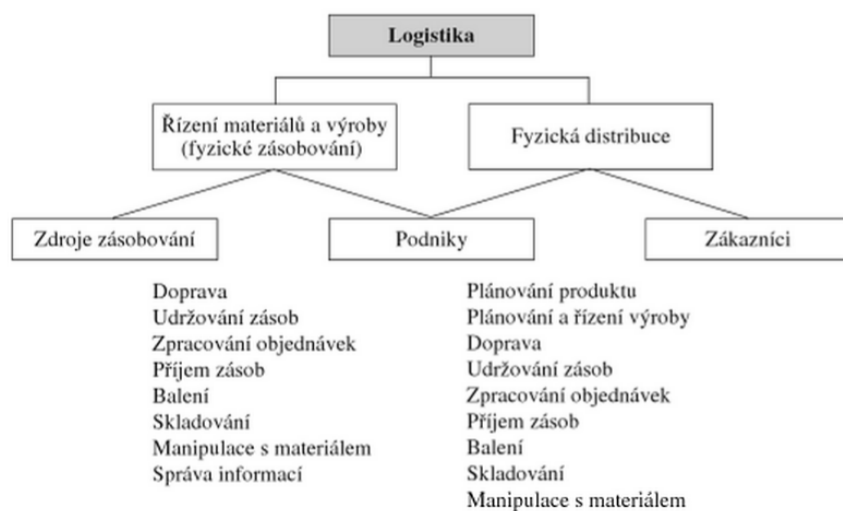 Logistika
Řízení materiálů a výroby
(fyzické zásobování)
Fyzická distribuce
Zdroje zásobování
Podniky
Zákazníci
Doprava
Udržování zásob
Zpracování objednávek
Příjem zásob
Balení
Skladování
Manipulace s materiálem
Správa informací
Plánování produktu
Plánování a řízení výroby
Doprava
Udržování zásob
Zpracování objednávek
Příjem zásob
Balení
Skladování
Manipulace s materiálem